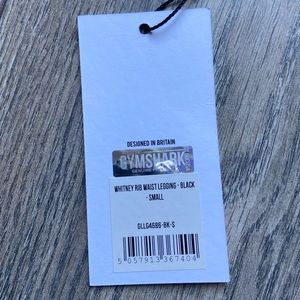 DESIGNED IN BRITAIN
GYMSHARK
WHITNEY RIB WAIST LEGGING - BLACK
- SMALL
GLLG4686-BK-S
5 057913 367404